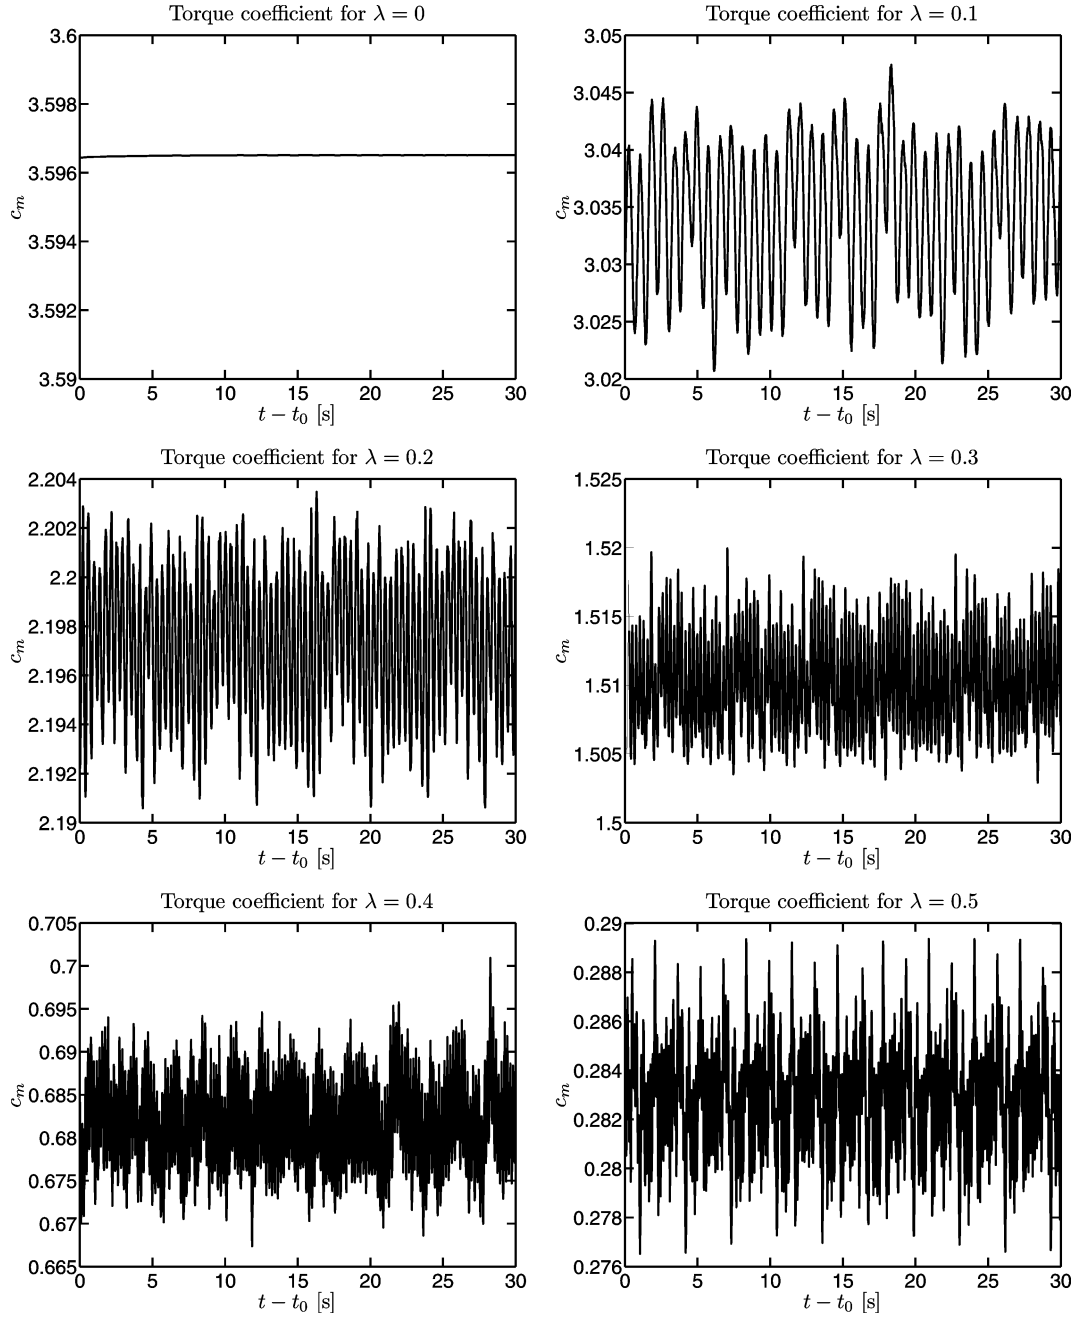 Torque coefficient for λ = 0
3.6
3.598
3.596
3.594
3.592
3.59
c_m
0 5 10 15 20 25 30
t − t_0 [s]
Torque coefficient for λ = 0.1
3.05
3.045
3.04
3.035
3.03
3.025
3.02
c_m
0 5 10 15 20 25 30
t − t_0 [s]
Torque coefficient for λ = 0.2
2.204
2.202
2.2
2.198
2.196
2.194
2.192
2.19
c_m
0 5 10 15 20 25 30
t − t_0 [s]
Torque coefficient for λ = 0.3
1.525
1.52
1.515
1.51
1.505
1.5
c_m
0 5 10 15 20 25 30
t − t_0 [s]
Torque coefficient for λ = 0.4
0.705
0.7
0.695
0.69
0.685
0.68
0.675
0.67
0.665
c_m
0 5 10 15 20 25 30
t − t_0 [s]
Torque coefficient for λ = 0.5
0.29
0.288
0.286
0.284
0.282
0.28
0.278
0.276
c_m
0 5 10 15 20 25 30
t − t_0 [s]